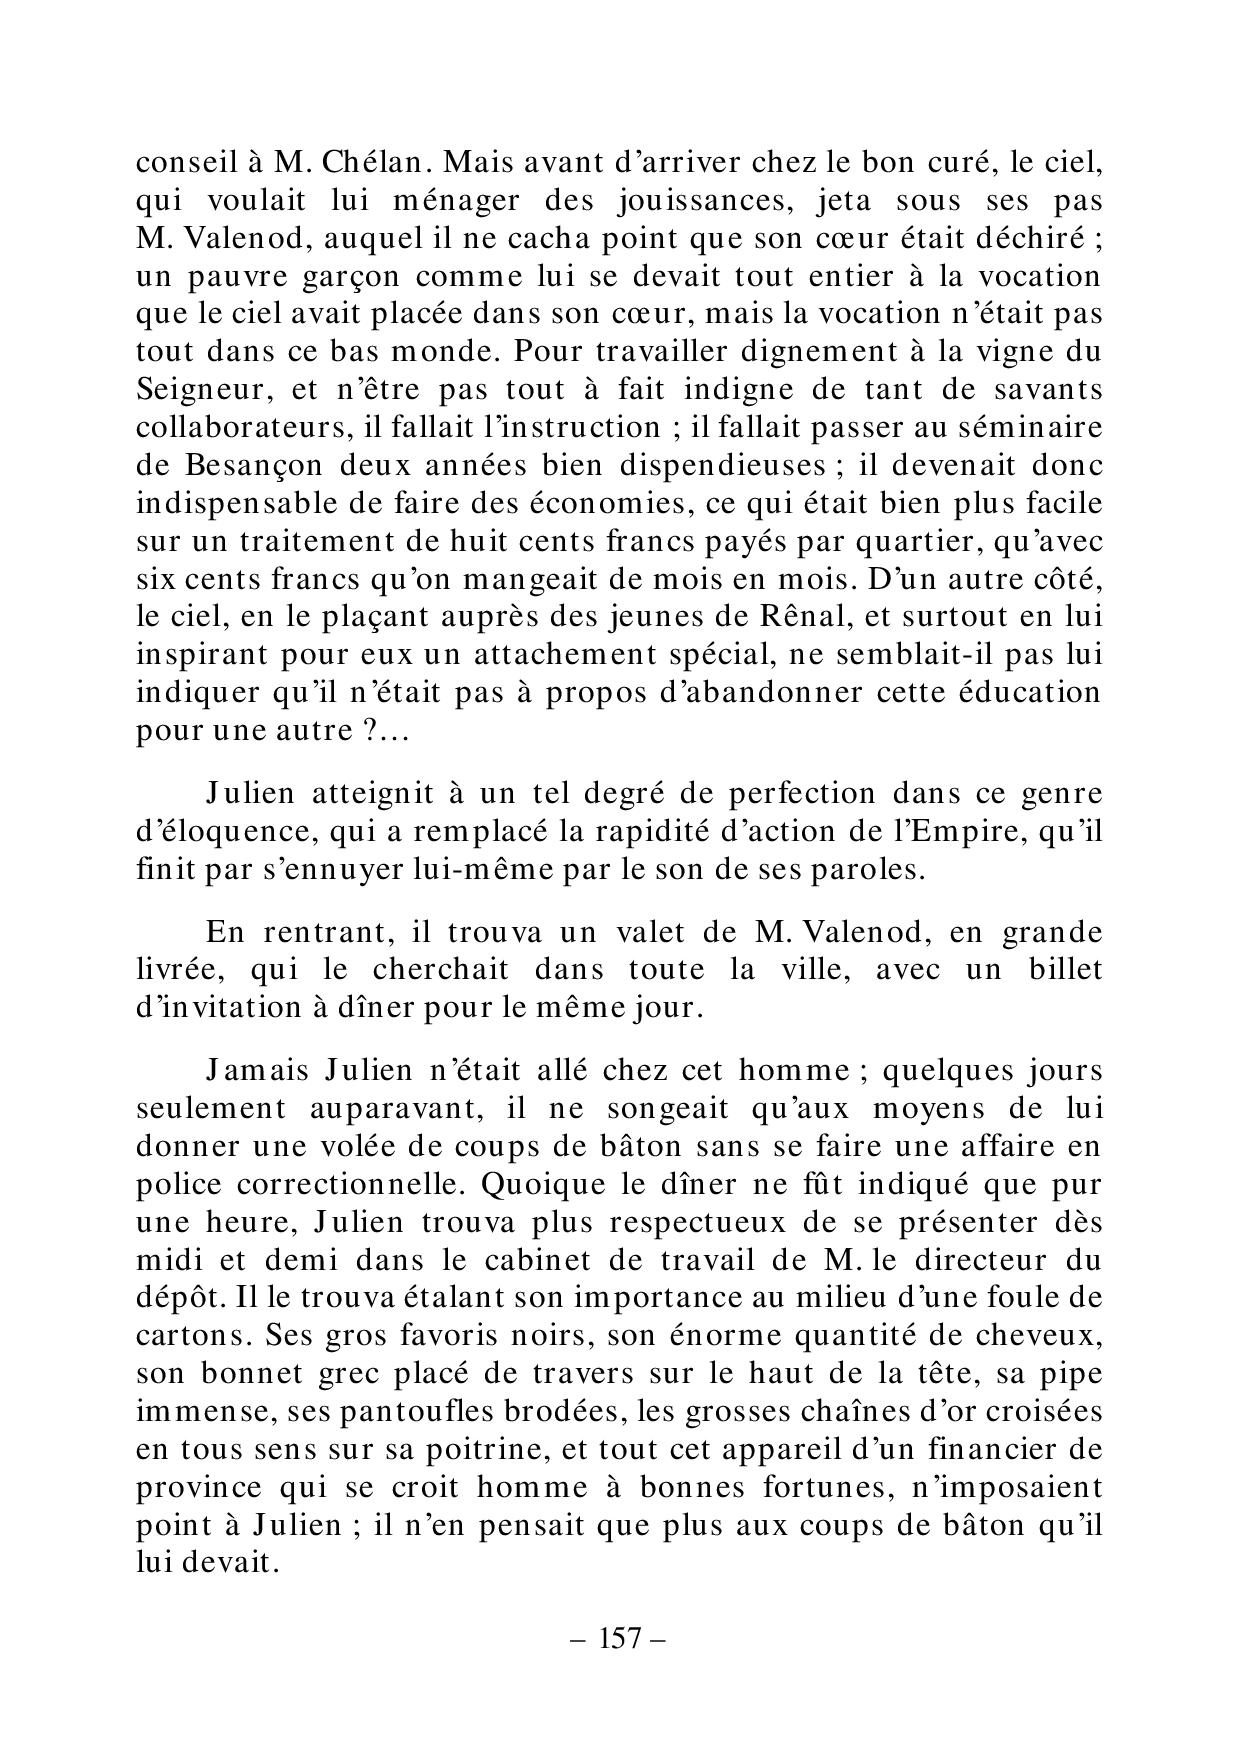 conseil à M. Chélan. Mais avant d’arriver chez le bon curé, le ciel,
qui voulait lui ménager des jouissances, jeta sous ses pas
M. Valenod, auquel il ne cacha point que son cœur était déchiré ;
un pauvre garçon comme lui se devait tout entier à la vocation
que le ciel avait placée dans son cœur, mais la vocation n’était pas
tout dans ce bas monde. Pour travailler dignement à la vigne du
Seigneur, et n’être pas tout à fait indigne de tant de savants
collaborateurs, il fallait l’instruction ; il fallait passer au séminaire
de Besançon deux années bien dispendieuses ; il devenait donc
indispensable de faire des économies, ce qui était bien plus facile
sur un traitement de huit cents francs payés par quartier, qu’avec
six cents francs qu’on mangeait de mois en mois. D’un autre côté,
le ciel, en le plaçant auprès des jeunes de Rênal, et surtout en lui
inspirant pour eux un attachement spécial, ne semblait-il pas lui
indiquer qu’il n’était pas à propos d’abandonner cette éducation
pour une autre ?…
Julien atteignit à un tel degré de perfection dans ce genre
d’éloquence, qui a remplacé la rapidité d’action de l’Empire, qu’il
finit par s’ennuyer lui-même par le son de ses paroles.
En rentrant, il trouva un valet de M. Valenod, en grande
livrée, qui le cherchait dans toute la ville, avec un billet
d’invitation à dîner pour le même jour.
Jamais Julien n’était allé chez cet homme ; quelques jours
seulement auparavant, il ne songeait qu’aux moyens de lui
donner une volée de coups de bâton sans se faire une affaire en
police correctionnelle. Quoique le dîner ne fût indiqué que pur
une heure, Julien trouva plus respectueux de se présenter dès
midi et demi dans le cabinet de travail de M. le directeur du
dépôt. Il le trouva étalant son importance au milieu d’une foule de
cartons. Ses gros favoris noirs, son énorme quantité de cheveux,
son bonnet grec placé de travers sur le haut de la tête, sa pipe
immense, ses pantoufles brodées, les grosses chaînes d’or croisées
en tous sens sur sa poitrine, et tout cet appareil d’un financier de
province qui se croit homme à bonnes fortunes, n’imposaient
point à Julien ; il n’en pensait que plus aux coups de bâton qu’il
lui devait.
– 157 –